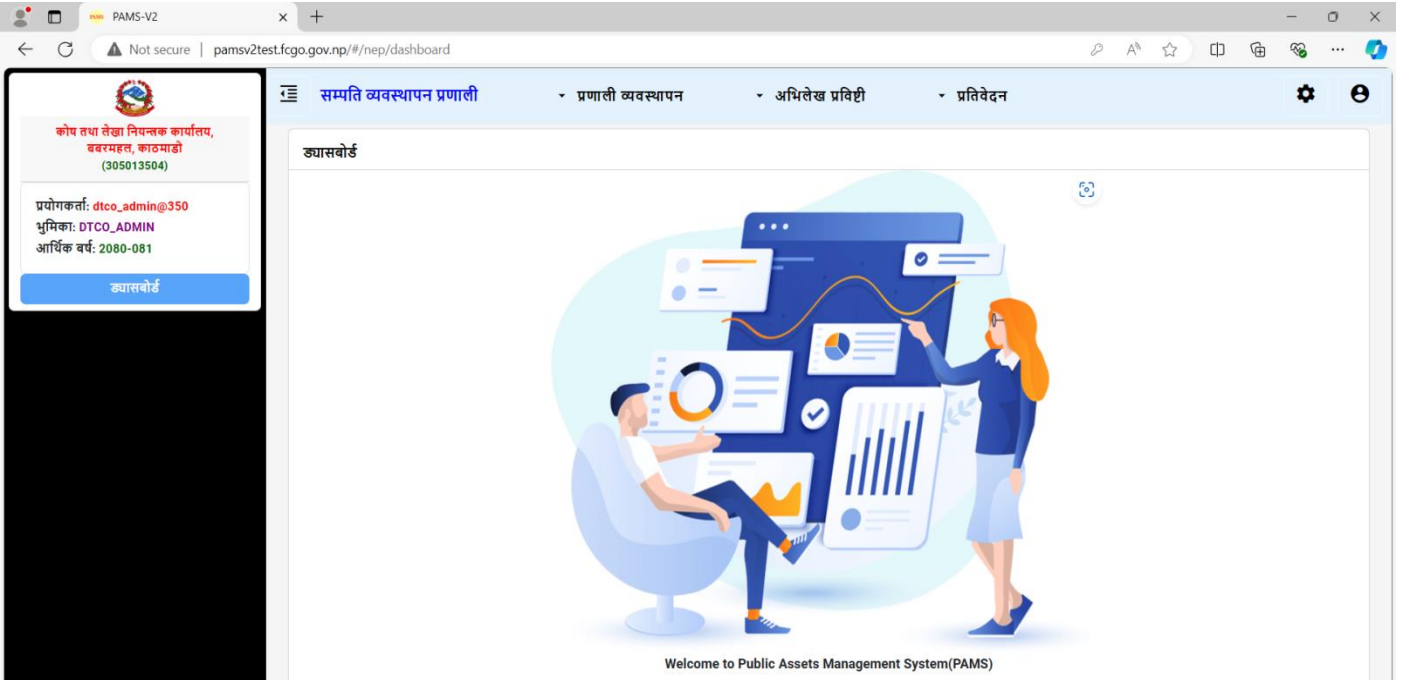 PAMS-V2
Not secure | pamsv2test.fcgo.gov.np/#/nep/dashboard
कोष तथा लेखा नियन्त्रक कार्यालय,
बबरमहल, काठमाडौ
(305013504)
प्रयोगकर्ता: dtco_admin@350
भुमिका: DTCO_ADMIN
आर्थिक बर्ष: 2080-081
ड्यासबोर्ड
सम्पति व्यवस्थापन प्रणाली
प्रणाली व्यवस्थापन
अभिलेख प्रविष्टी
प्रतिवेदन
ड्यासबोर्ड
Welcome to Public Assets Management System(PAMS)